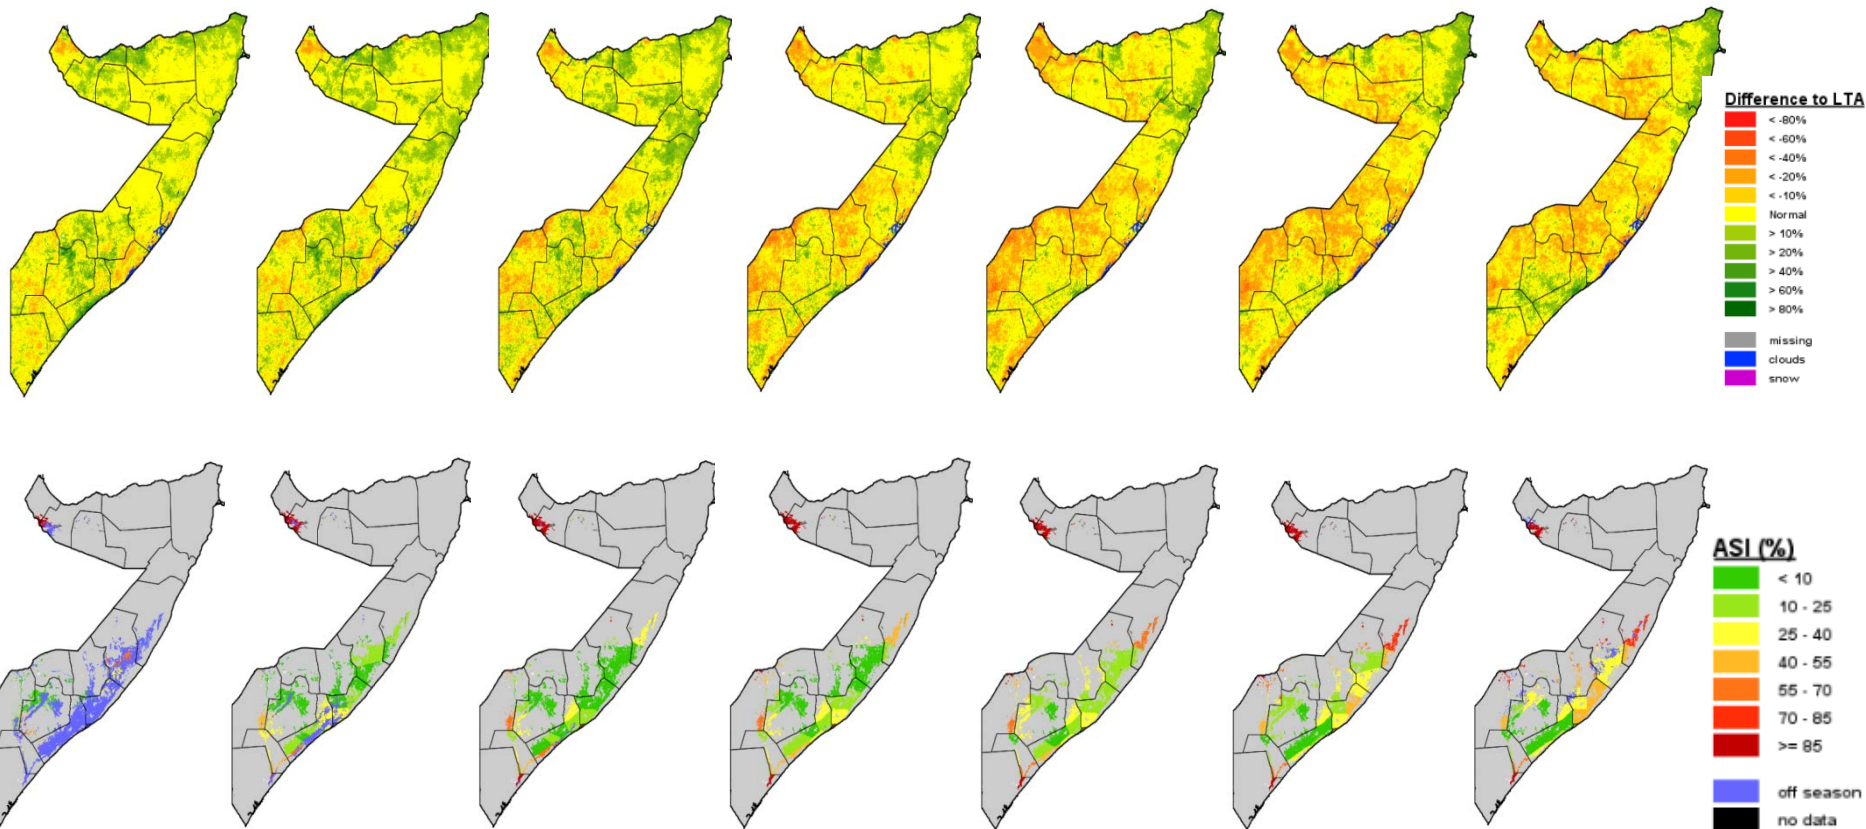 Difference to LTA
< -80%
< -60%
< -40%
< -20%
< -10%
Normal
> 10%
> 20%
> 40%
> 60%
> 80%
missing
clouds
snow
ASI (%)
< 10
10 - 25
25 - 40
40 - 55
55 - 70
70 - 85
>= 85
off season
no data